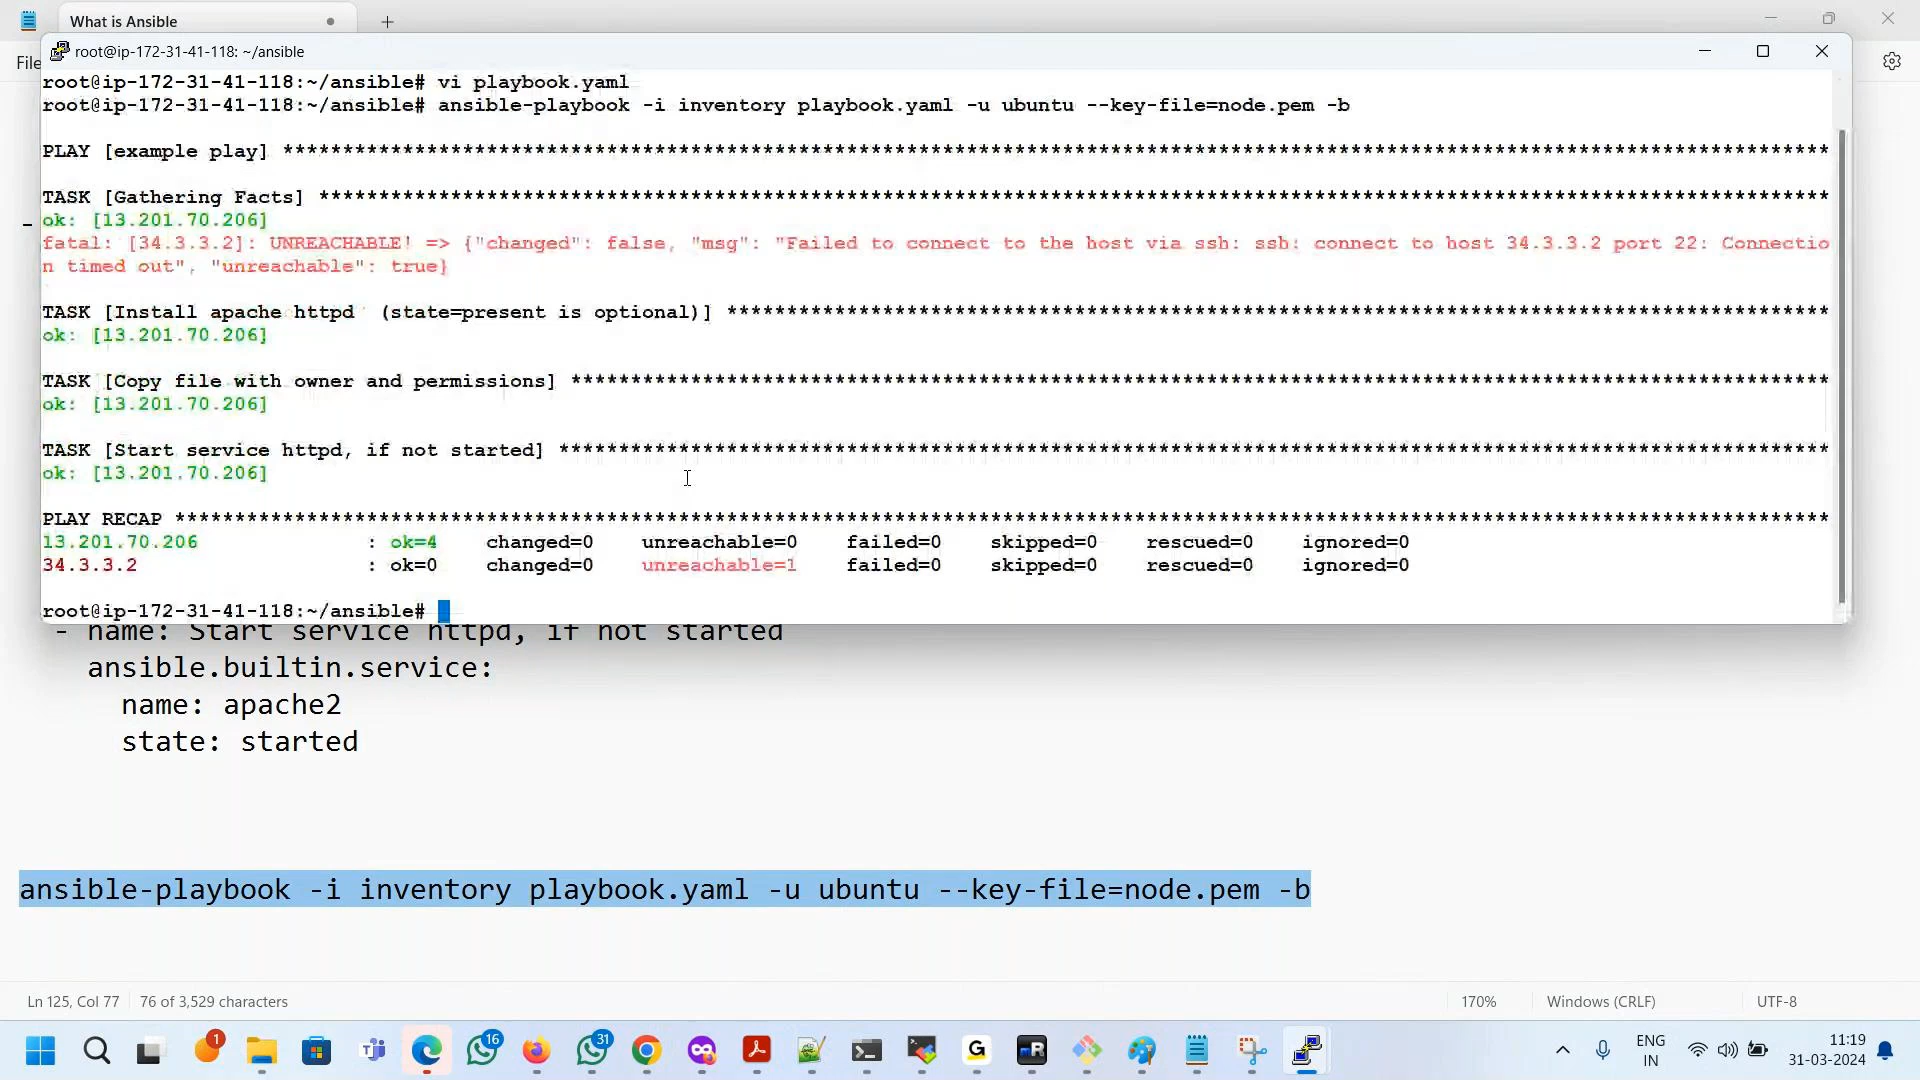 What is Ansible
File
root@ip-172-31-41-118: ~/ansible
root@ip-172-31-41-118:~/ansible# vi playbook.yaml
root@ip-172-31-41-118:~/ansible# ansible-playbook -i inventory playbook.yaml -u ubuntu --key-file=node.pem -b
PLAY [example play] *********************************************************************************************************************************
TASK [Gathering Facts] ******************************************************************************************************************************
ok: [13.201.70.206]
fatal: [34.3.3.2]: UNREACHABLE! => {"changed": false, "msg": "Failed to connect to the host via ssh: ssh: connect to host 34.3.3.2 port 22: Connectio
n timed out", "unreachable": true}
TASK [Install apache httpd  (state=present is optional)] ********************************************************************************************
ok: [13.201.70.206]
TASK [Copy file with owner and permissions] *********************************************************************************************************
ok: [13.201.70.206]
TASK [Start service httpd, if not started] **********************************************************************************************************
ok: [13.201.70.206]
PLAY RECAP ******************************************************************************************************************************************
13.201.70.206              : ok=4    changed=0    unreachable=0    failed=0    skipped=0    rescued=0    ignored=0
34.3.3.2                   : ok=0    changed=0    unreachable=1    failed=0    skipped=0    rescued=0    ignored=0
root@ip-172-31-41-118:~/ansible#
- name: Start service httpd, if not started
ansible.builtin.service:
name: apache2
state: started
ansible-playbook -i inventory playbook.yaml -u ubuntu --key-file=node.pem -b
Ln 125, Col 77 76 of 3,529 characters 170% Windows (CRLF) UTF-8
1 16 31
ENG
IN
11:19
31-03-2024